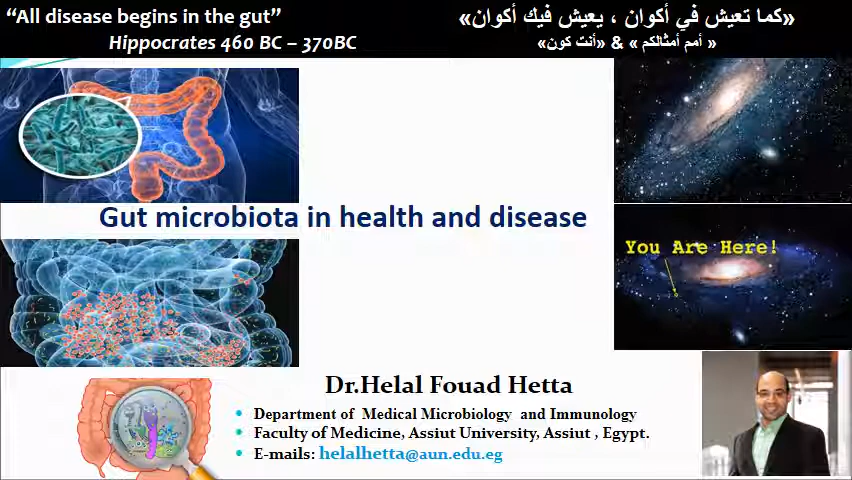 “All disease begins in the gut”
Hippocrates 460 BC – 370BC
«كما تعيش في أكوان ، يعيش فيك أكوان»
« أمم أمثالكم » & «أنت كون»
Gut microbiota in health and disease
You Are Here!
Dr.Helal Fouad Hetta
• Department of Medical Microbiology and Immunology
• Faculty of Medicine, Assiut University, Assiut , Egypt.
• E-mails: helalhetta@aun.edu.eg